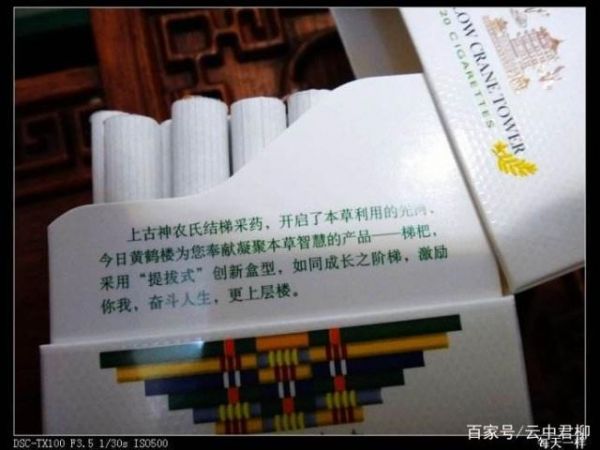 LOW CRANE TOWER
20 CIGARETTES
上古神农氏结梯采药，开启了本草利用的先河、
今日黄鹤楼为您奉献凝聚本草智慧的产品——梯杷，
采用“提拔式”创新盒型，如同成长之阶梯，激励
你我，奋斗人生，更上层楼。
百家号/云中君柳
每天一样
DSC-TX100 F3.5 1/30s ISO500